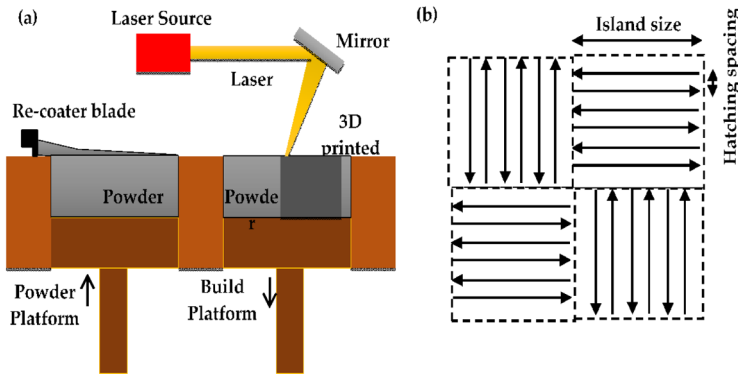 (a)
Laser Source
Mirror
Laser
Re-coater blade
3D
printed
Powder
Powde
r
Powder
Platform
Build
Platform
(b)
Island size
Hatching spacing